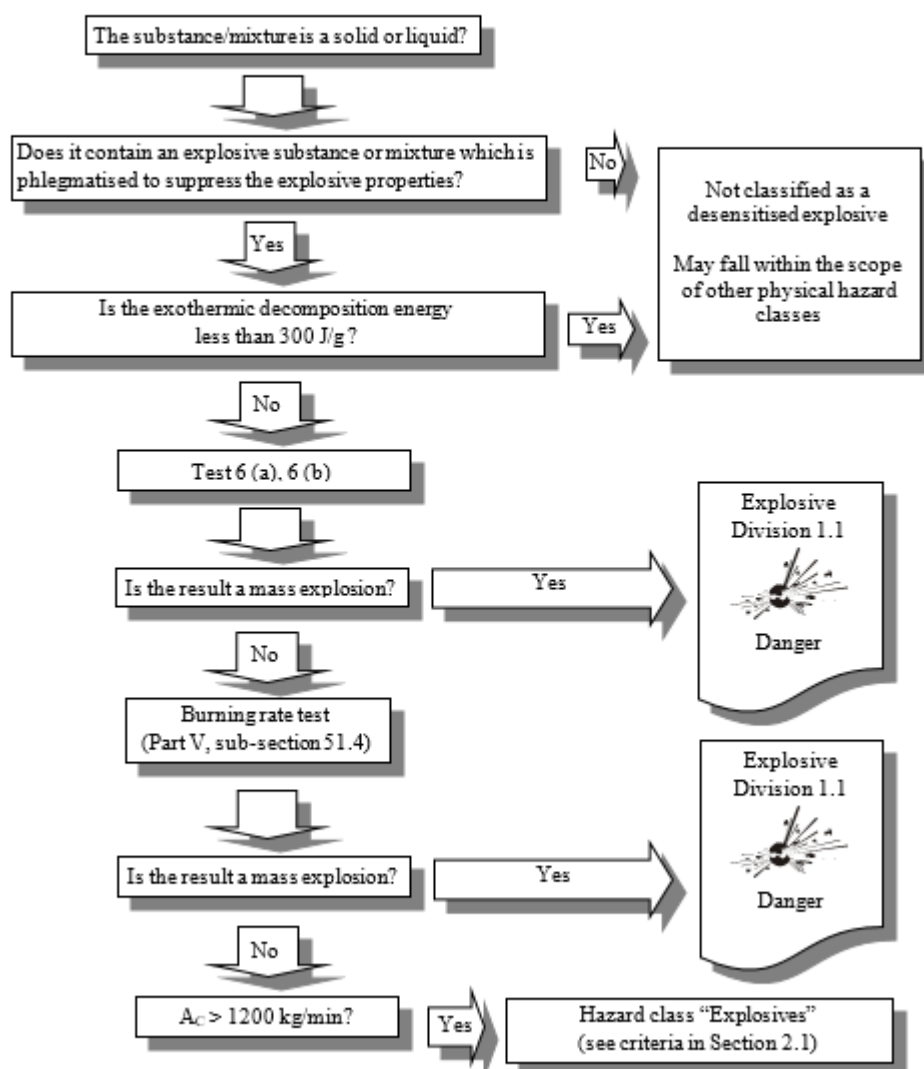 The substance/mixture is a solid or liquid?
Does it contain an explosive substance or mixture which is
phlegmatised to suppress the explosive properties?
No
Not classified as a
desensitised explosive
May fall within the scope
of other physical hazard
classes
Yes
Is the exothermic decomposition energy
less than 300 J/g?
Yes
No
Test 6 (a), 6 (b)
Is the result a mass explosion?
Yes
Explosive
Division 1.1
Danger
No
Burning rate test
(Part V, sub-section 51.4)
Is the result a mass explosion?
Yes
Explosive
Division 1.1
Danger
No
A_C > 1200 kg/min?
Yes
Hazard class “Explosives”
(see criteria in Section 2.1)